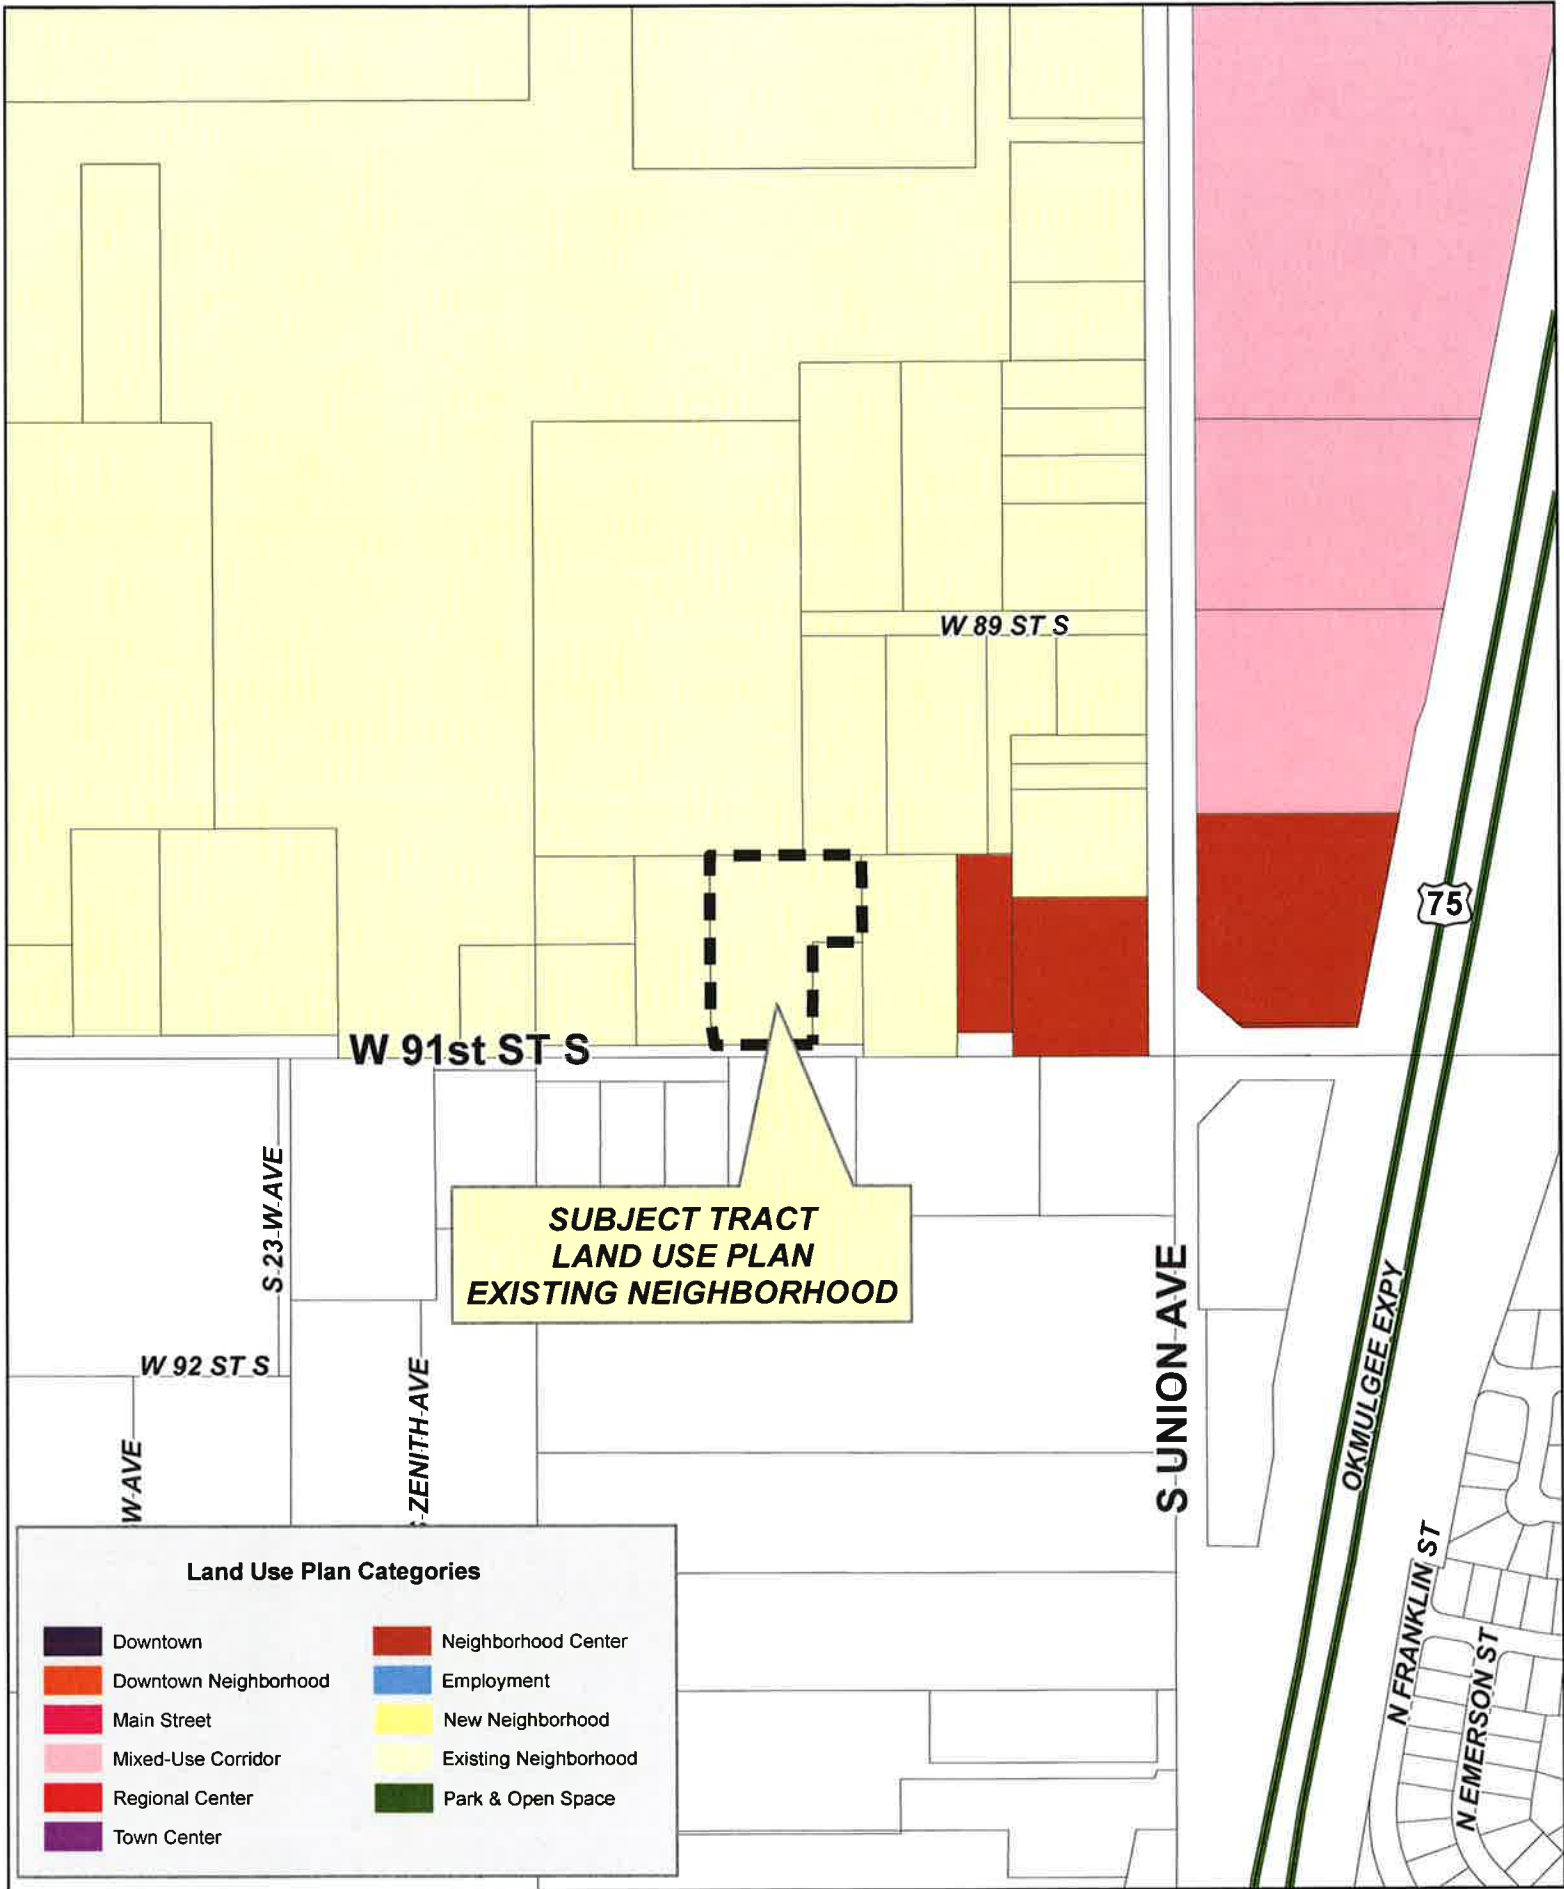 W 89 ST S
75
W 91st ST S
SUBJECT TRACT
LAND USE PLAN
EXISTING NEIGHBORHOOD
S 23 W AVE
W 92 ST S
W AVE
ZENITH AVE
S UNION AVE
OKMULGEE EXPY
N FRANKLIN ST
N EMERSON ST
Land Use Plan Categories
Downtown
Downtown Neighborhood
Main Street
Mixed-Use Corridor
Regional Center
Town Center
Neighborhood Center
Employment
New Neighborhood
Existing Neighborhood
Park & Open Space